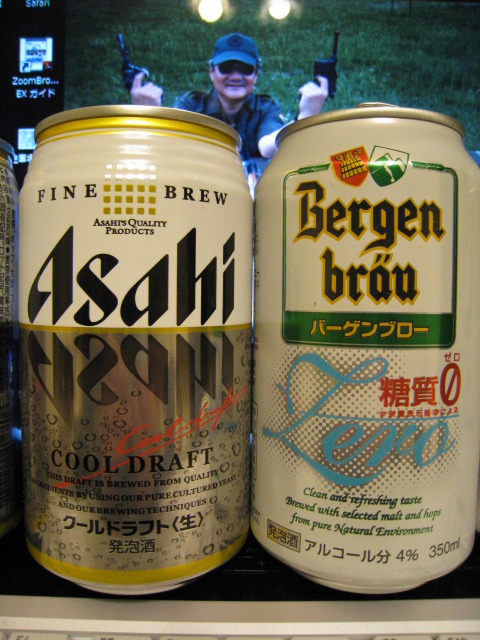 Safari
ZoomBro...
EX ガイド
FINE BREW
ASAHI'S QUALITY
PRODUCTS
Asahi
Cool draft
COOL DRAFT
THIS DRAFT IS BREWED FROM QUALITY
INGREDIENTS BY USING OUR PURE CULTURED YEAST
AND OUR BREWING TECHNIQUES
クールドラフト〈生〉
発泡酒
Bergen
bräu
バーゲンブロー
ゼロ
糖質0
Zero
Clean and refreshing taste
Brewed with selected malt and hops
from pure Natural Environment
発泡酒 アルコール分 4% 350ml